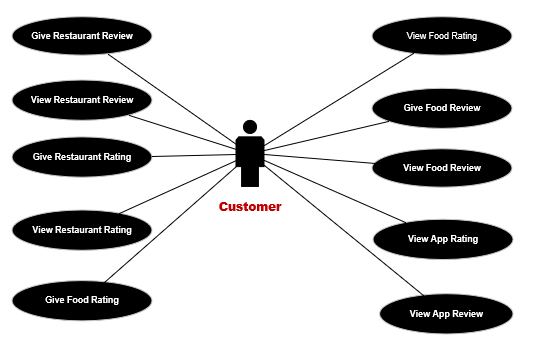 Give Restaurant Review
View Restaurant Review
Give Restaurant Rating
View Restaurant Rating
Give Food Rating
Customer
View Food Rating
Give Food Review
View Food Review
View App Rating
View App Review